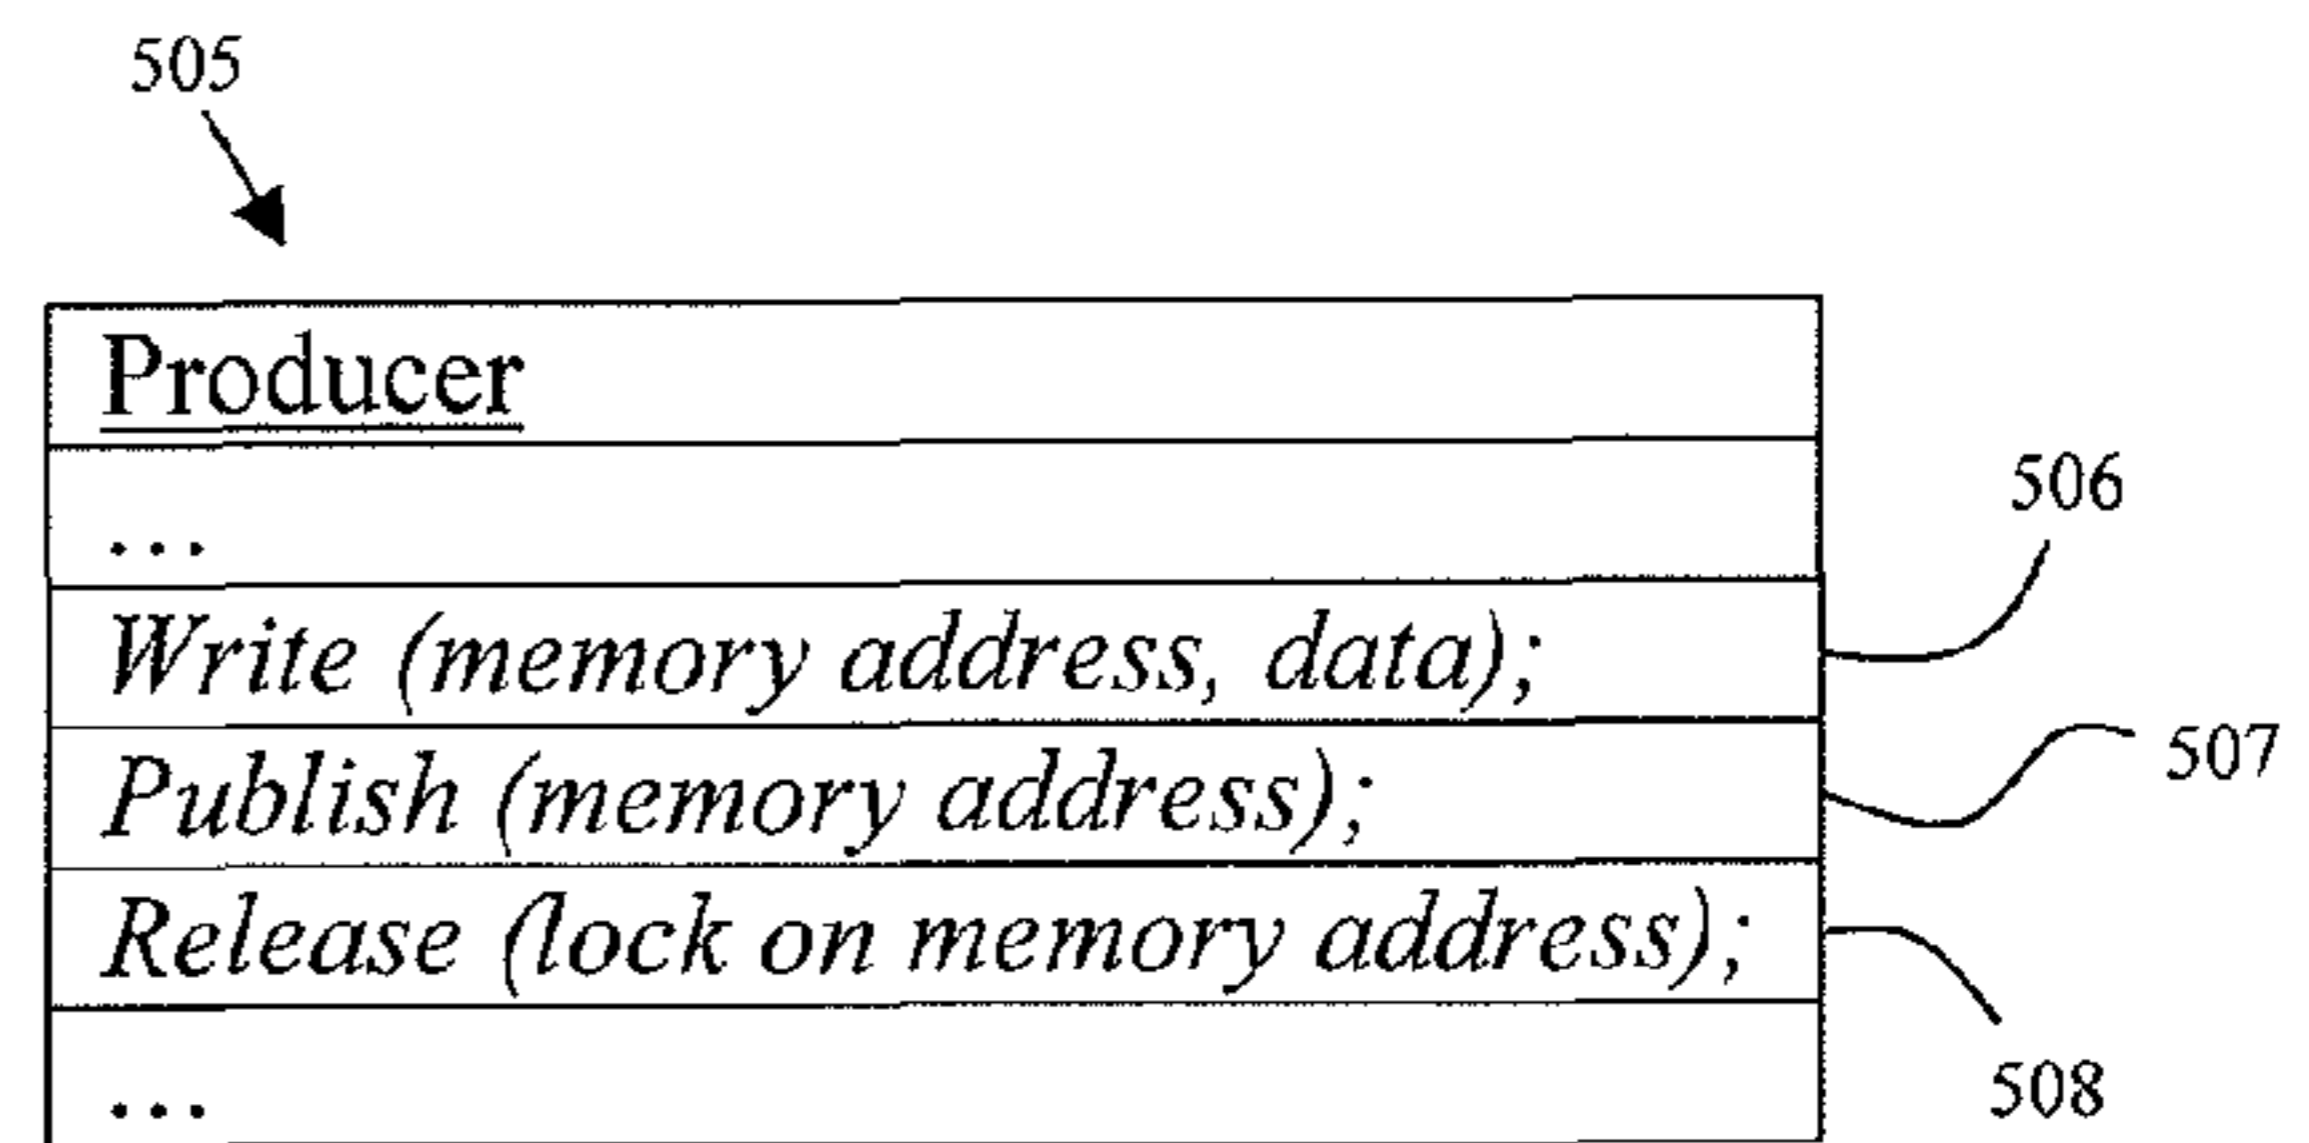 505
Producer
...
506
Write (memory address, data);
Publish (memory address);
507
Release (lock on memory address);
508
...